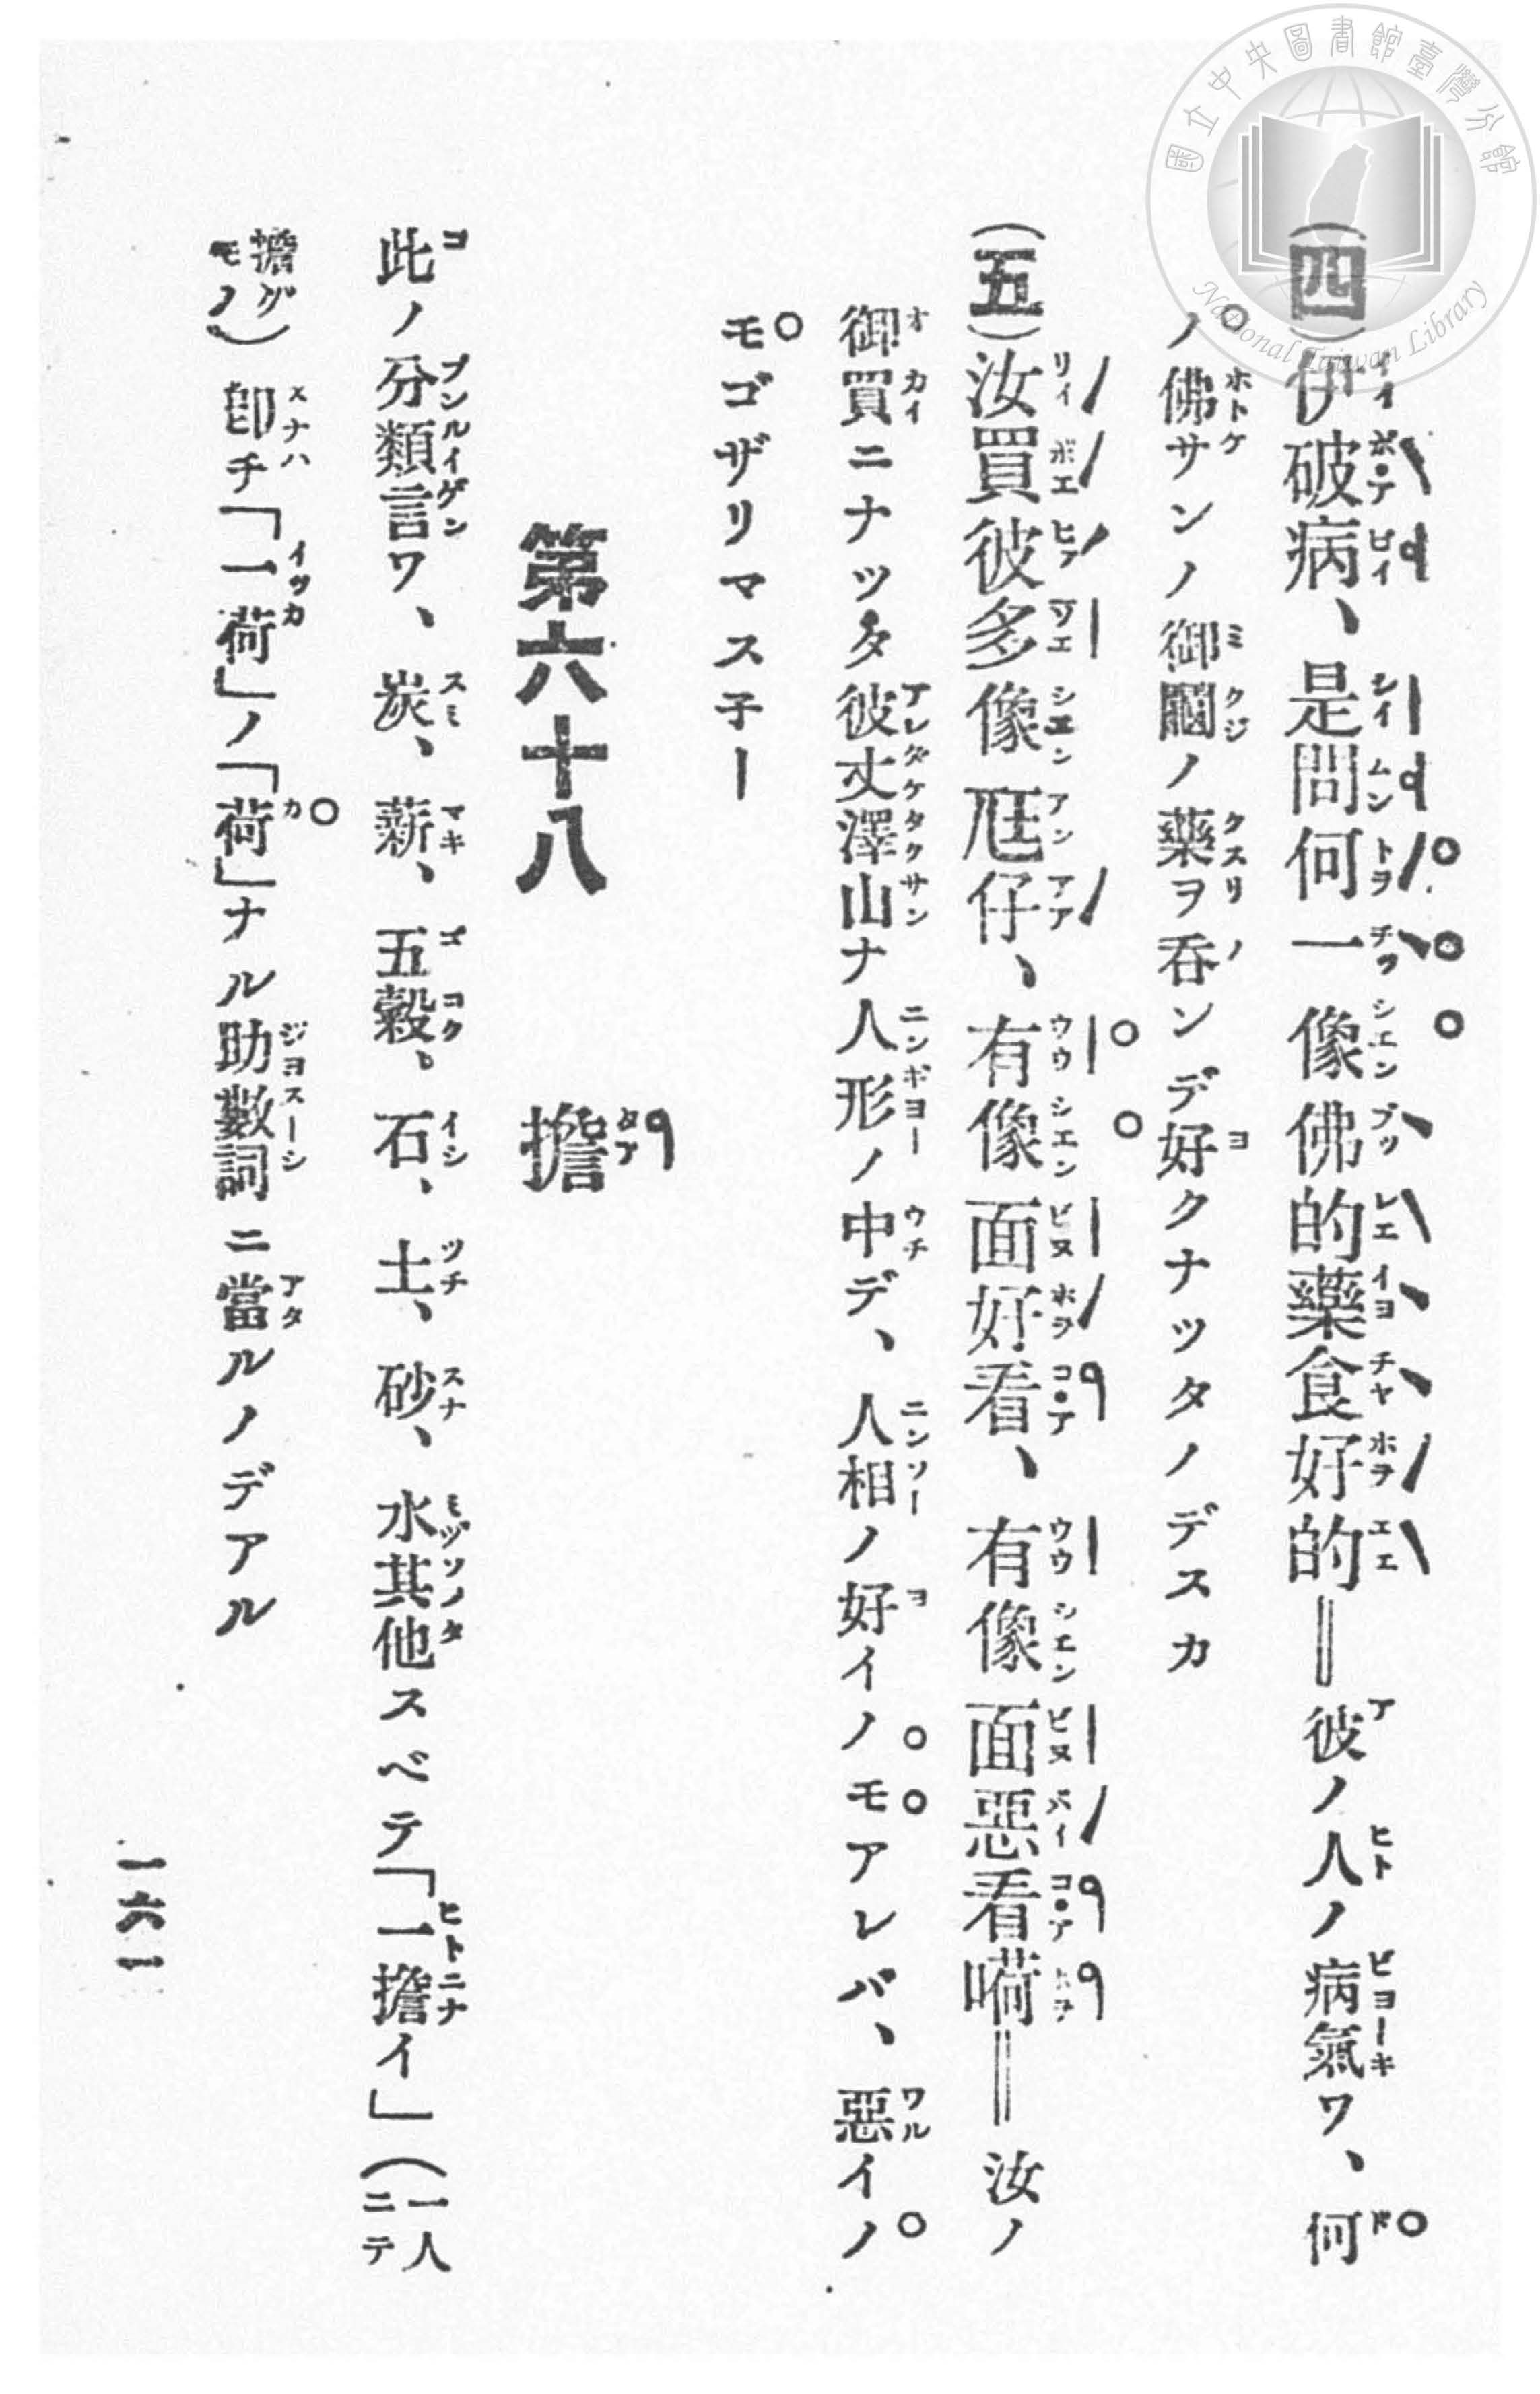 國立中央圖書館臺灣分館
National Taiwan Library
(四)伊破病、是問何一像佛的藥食好的═彼ノ人ノ病氣ワ、何
ノ佛サンノ御鬮ノ藥ヲ呑ンデ好クナッタノデスカ
(五)汝買彼多像尫仔、有像面好看、有像面惡看嗬═汝ノ
御買ニナッタ彼丈澤山ナ人形ノ中デ、人相ノ好イノモアレバ、惡イノ
モゴザリマス子ー
第六十八 擔
此ノ分類言ワ、炭、薪、五穀、石、土、砂、水其他スベテ「一擔イ」(一人ニテ
擔グモノ)卽チ「一荷」ノ「荷」ナル助數詞ニ當ルノデアル
一六一